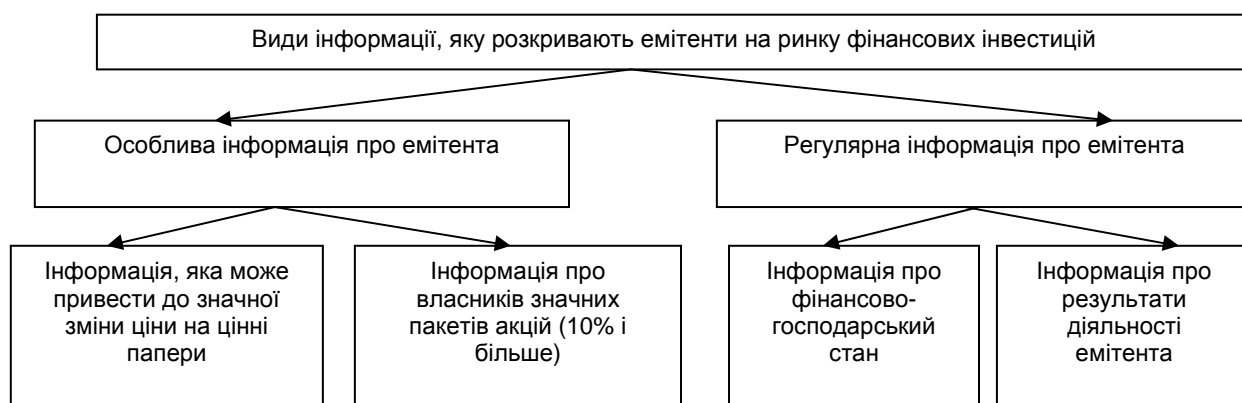 Види інформації, яку розкривають емітенти на ринку фінансових інвестицій
Особлива інформація про емітента
Регулярна інформація про емітента
Інформація, яка може
привести до значної
зміни ціни на цінні
папери
Інформація про
власників значних
пакетів акцій (10% і
більше)
Інформація про
фінансово-
господарський
стан
Інформація про
результати
діяльності
емітента